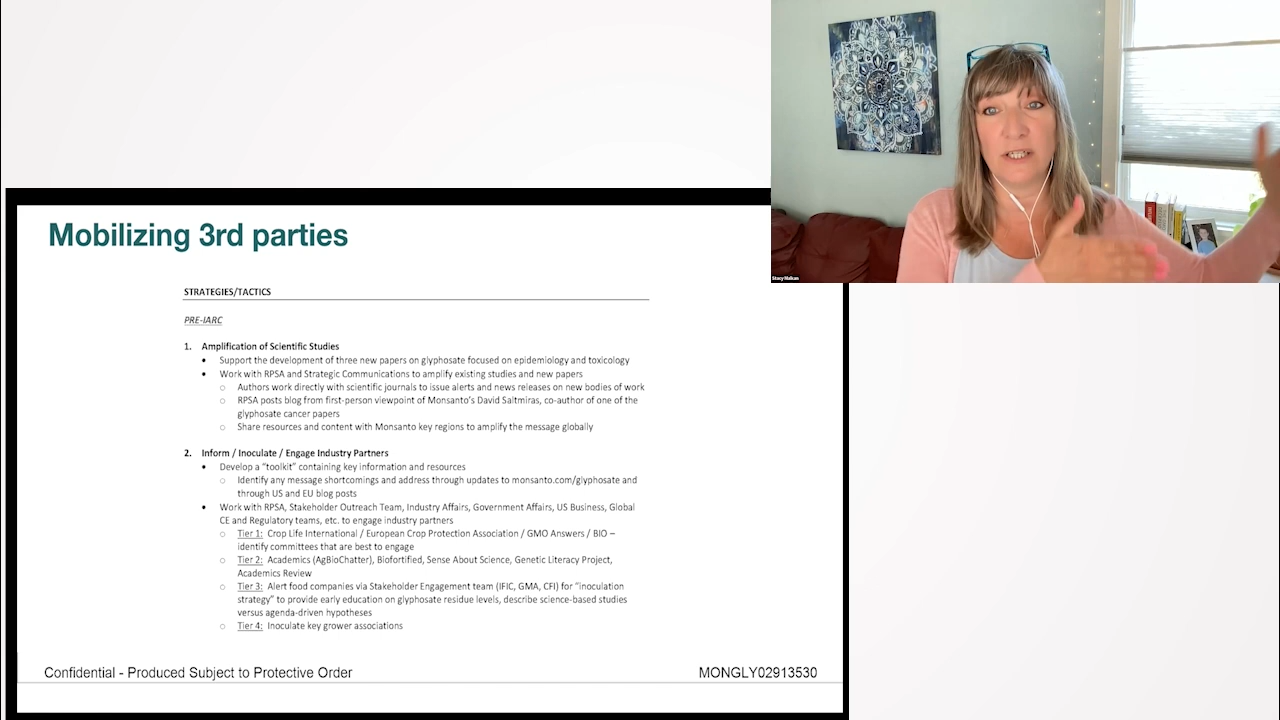 Mobilizing 3rd parties
STRATEGIES/TACTICS
PRE-IARC
1. Amplification of Scientific Studies
• Support the development of three new papers on glyphosate focused on epidemiology and toxicology
• Work with RPSA and Strategic Communications to amplify existing studies and new papers
○ Authors work directly with scientific journals to issue alerts and news releases on new bodies of work
○ RPSA posts blog from first-person viewpoint of Monsanto's David Saltmiras, co-author of one of the
glyphosate cancer papers
○ Share resources and content with Monsanto key regions to amplify the message globally
2. Inform / Inoculate / Engage Industry Partners
• Develop a "toolkit" containing key information and resources
○ Identify any message shortcomings and address through updates to monsanto.com/glyphosate and
through US and EU blog posts
• Work with RPSA, Stakeholder Outreach Team, Industry Affairs, Government Affairs, US Business, Global
CE and Regulatory teams, etc. to engage industry partners
○ Tier 1: Crop Life International / European Crop Protection Association / GMO Answers / BIO –
identify committees that are best to engage
○ Tier 2: Academics (AgBioChatter), Biofortified, Sense About Science, Genetic Literacy Project,
Academics Review
○ Tier 3: Alert food companies via Stakeholder Engagement team (IFIC, GMA, CFI) for "inoculation
strategy" to provide early education on glyphosate residue levels, describe science-based studies
versus agenda-driven hypotheses
○ Tier 4: Inoculate key grower associations
Confidential - Produced Subject to Protective Order
MONGLY02913530
Stacy Malkan